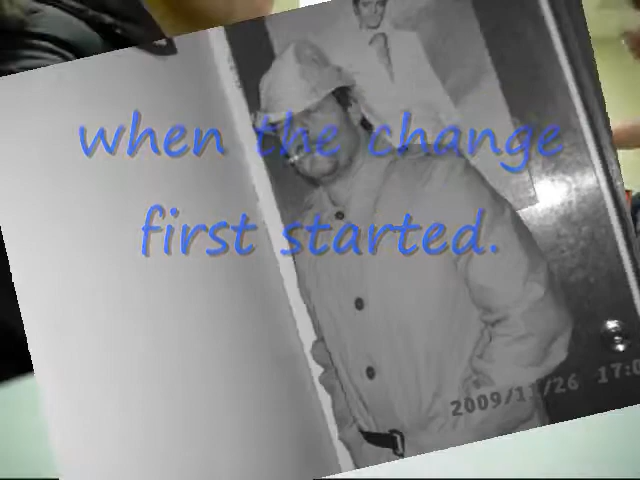 when the change
first started.
2009/11/26 17:0